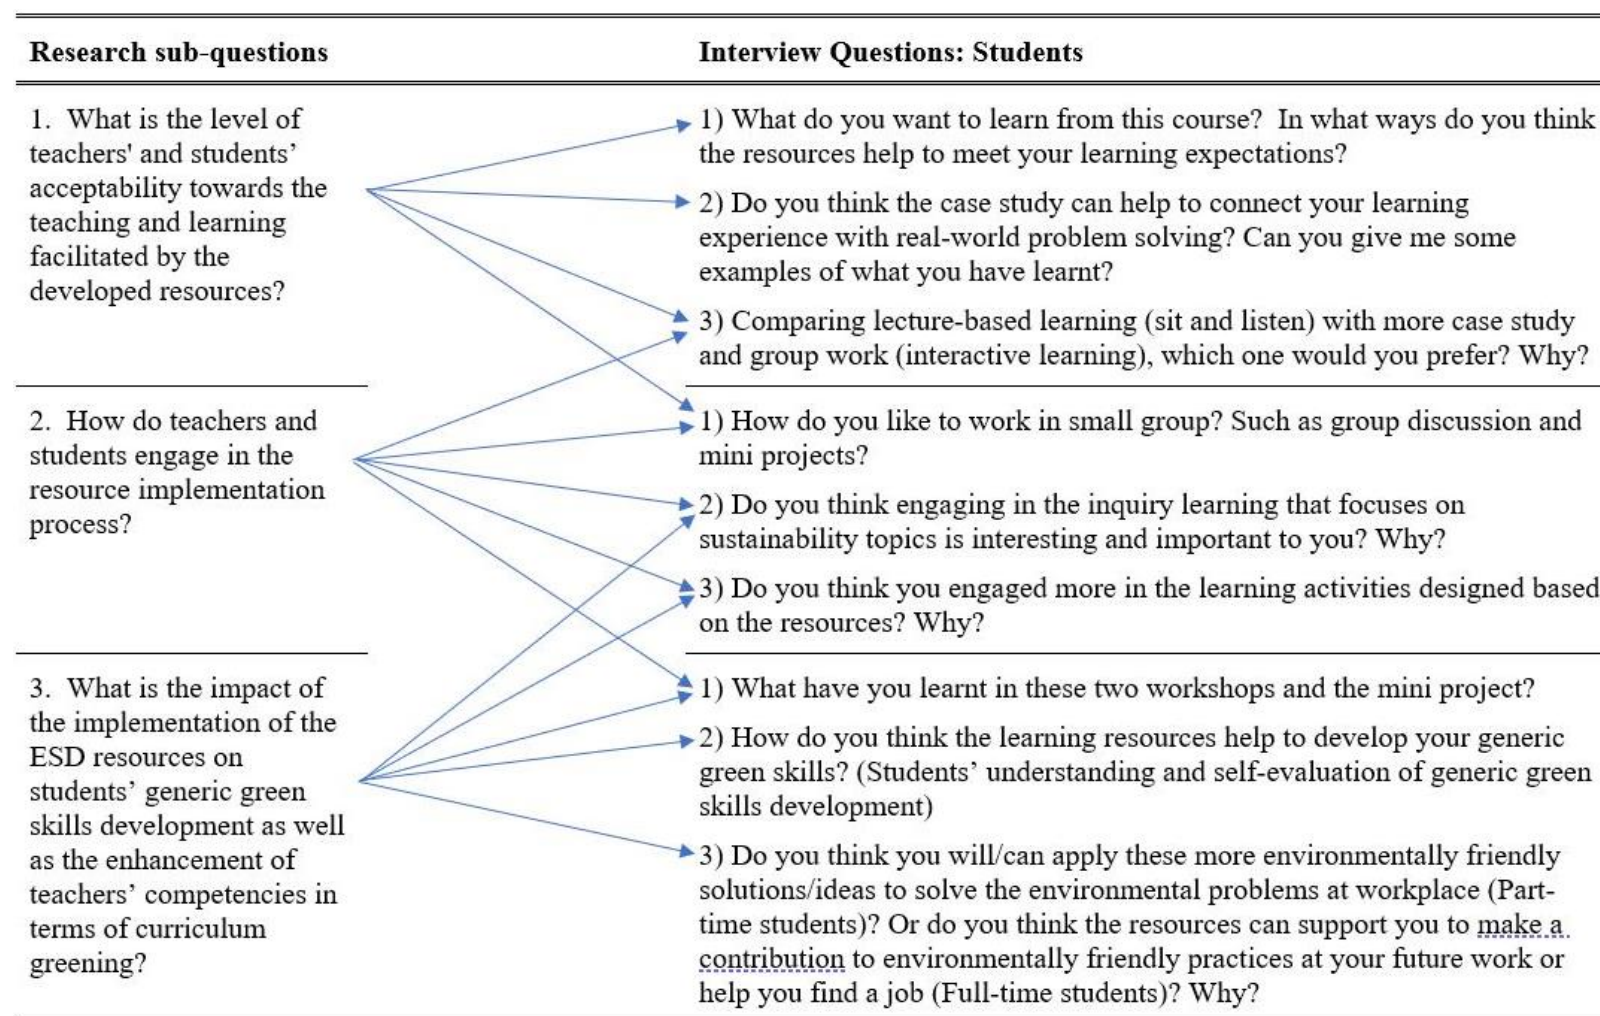 Research sub-questions
Interview Questions: Students
1.  What is the level of
teachers' and students’
acceptability towards the
teaching and learning
facilitated by the
developed resources?
1) What do you want to learn from this course?  In what ways do you think
the resources help to meet your learning expectations?
2) Do you think the case study can help to connect your learning
experience with real-world problem solving? Can you give me some
examples of what you have learnt?
3) Comparing lecture-based learning (sit and listen) with more case study
and group work (interactive learning), which one would you prefer? Why?
2.  How do teachers and
students engage in the
resource implementation
process?
1) How do you like to work in small group? Such as group discussion and
mini projects?
2) Do you think engaging in the inquiry learning that focuses on
sustainability topics is interesting and important to you? Why?
3) Do you think you engaged more in the learning activities designed based
on the resources? Why?
3.  What is the impact of
the implementation of the
ESD resources on
students’ generic green
skills development as well
as the enhancement of
teachers’ competencies in
terms of curriculum
greening?
1) What have you learnt in these two workshops and the mini project?
2) How do you think the learning resources help to develop your generic
green skills? (Students’ understanding and self-evaluation of generic green
skills development)
3) Do you think you will/can apply these more environmentally friendly
solutions/ideas to solve the environmental problems at workplace (Part-
time students)? Or do you think the resources can support you to make a
contribution to environmentally friendly practices at your future work or
help you find a job (Full-time students)? Why?